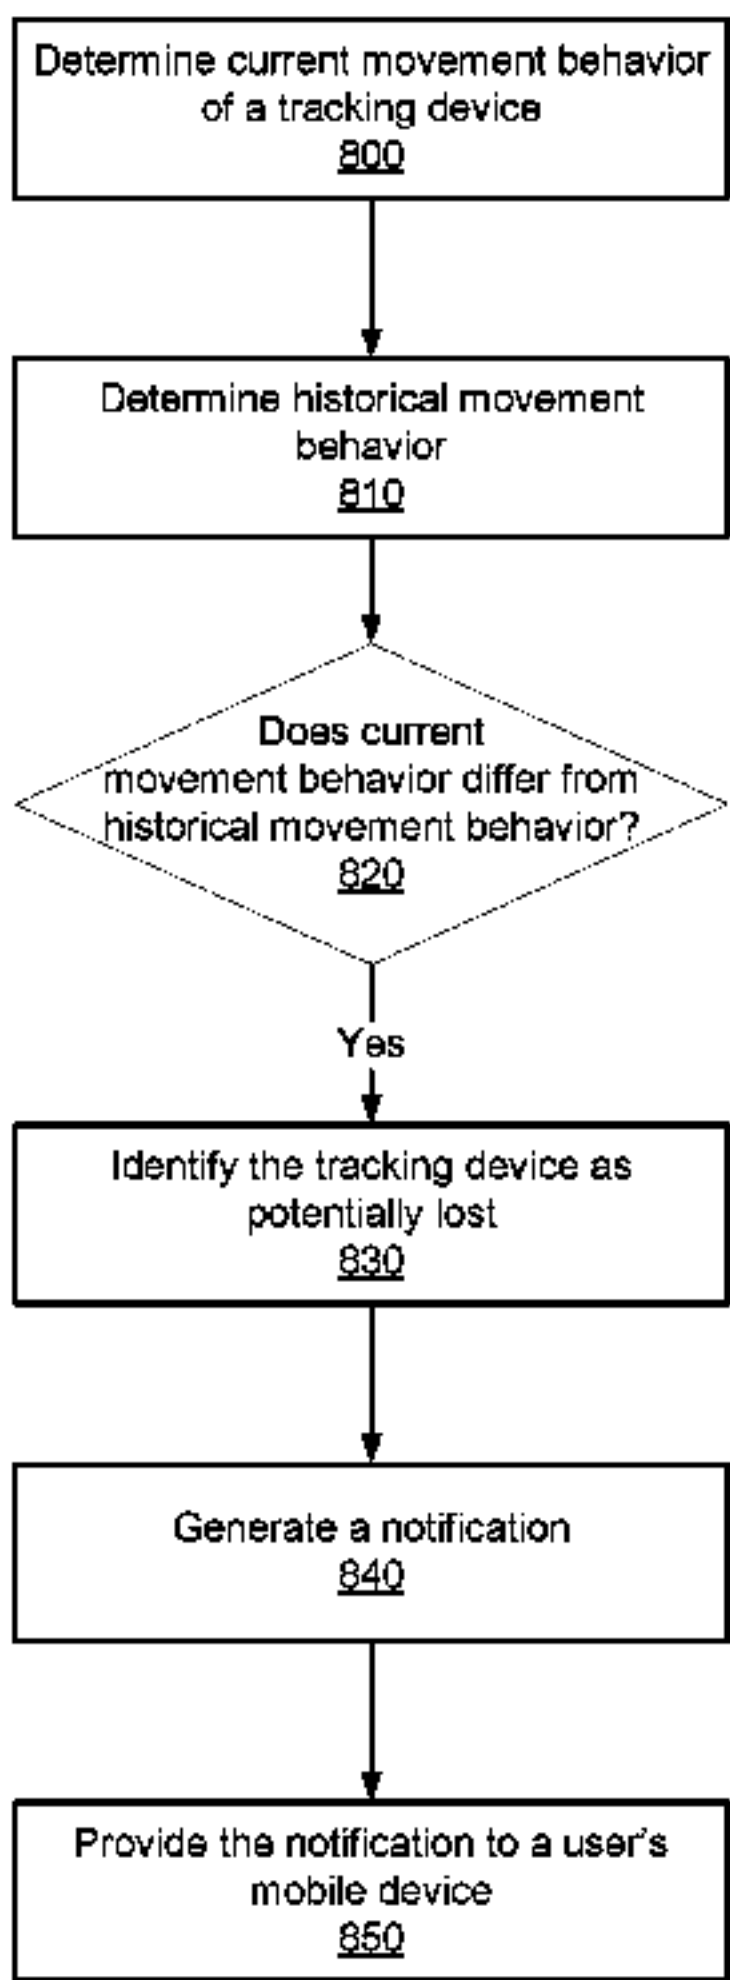 Determine current movement behavior
of a tracking device
800
Determine historical movement
behavior
810
Does current
movement behavior differ from
historical movement behavior?
820
Yes
Identify the tracking device as
potentially lost
830
Generate a notification
840
Provide the notification to a user's
mobile device
850